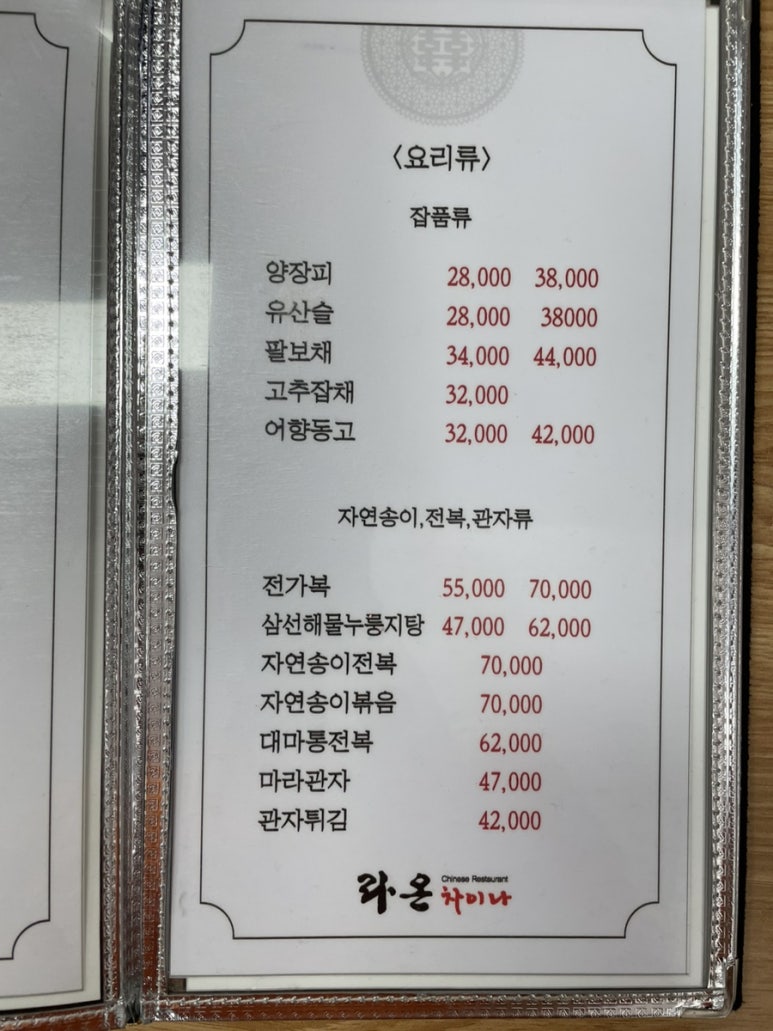 囍
<요리류>
잡품류
양장피 28,000 38,000
유산슬 28,000 38000
팔보채 34,000 44,000
고추잡채 32,000
어향동고 32,000 42,000
자연송이,전복,관자류
전가복 55,000 70,000
삼선해물누룽지탕 47,000 62,000
자연송이전복 70,000
자연송이볶음 70,000
대마통전복 62,000
마라관자 47,000
관자튀김 42,000
라온 Chinese Restaurant
차이나